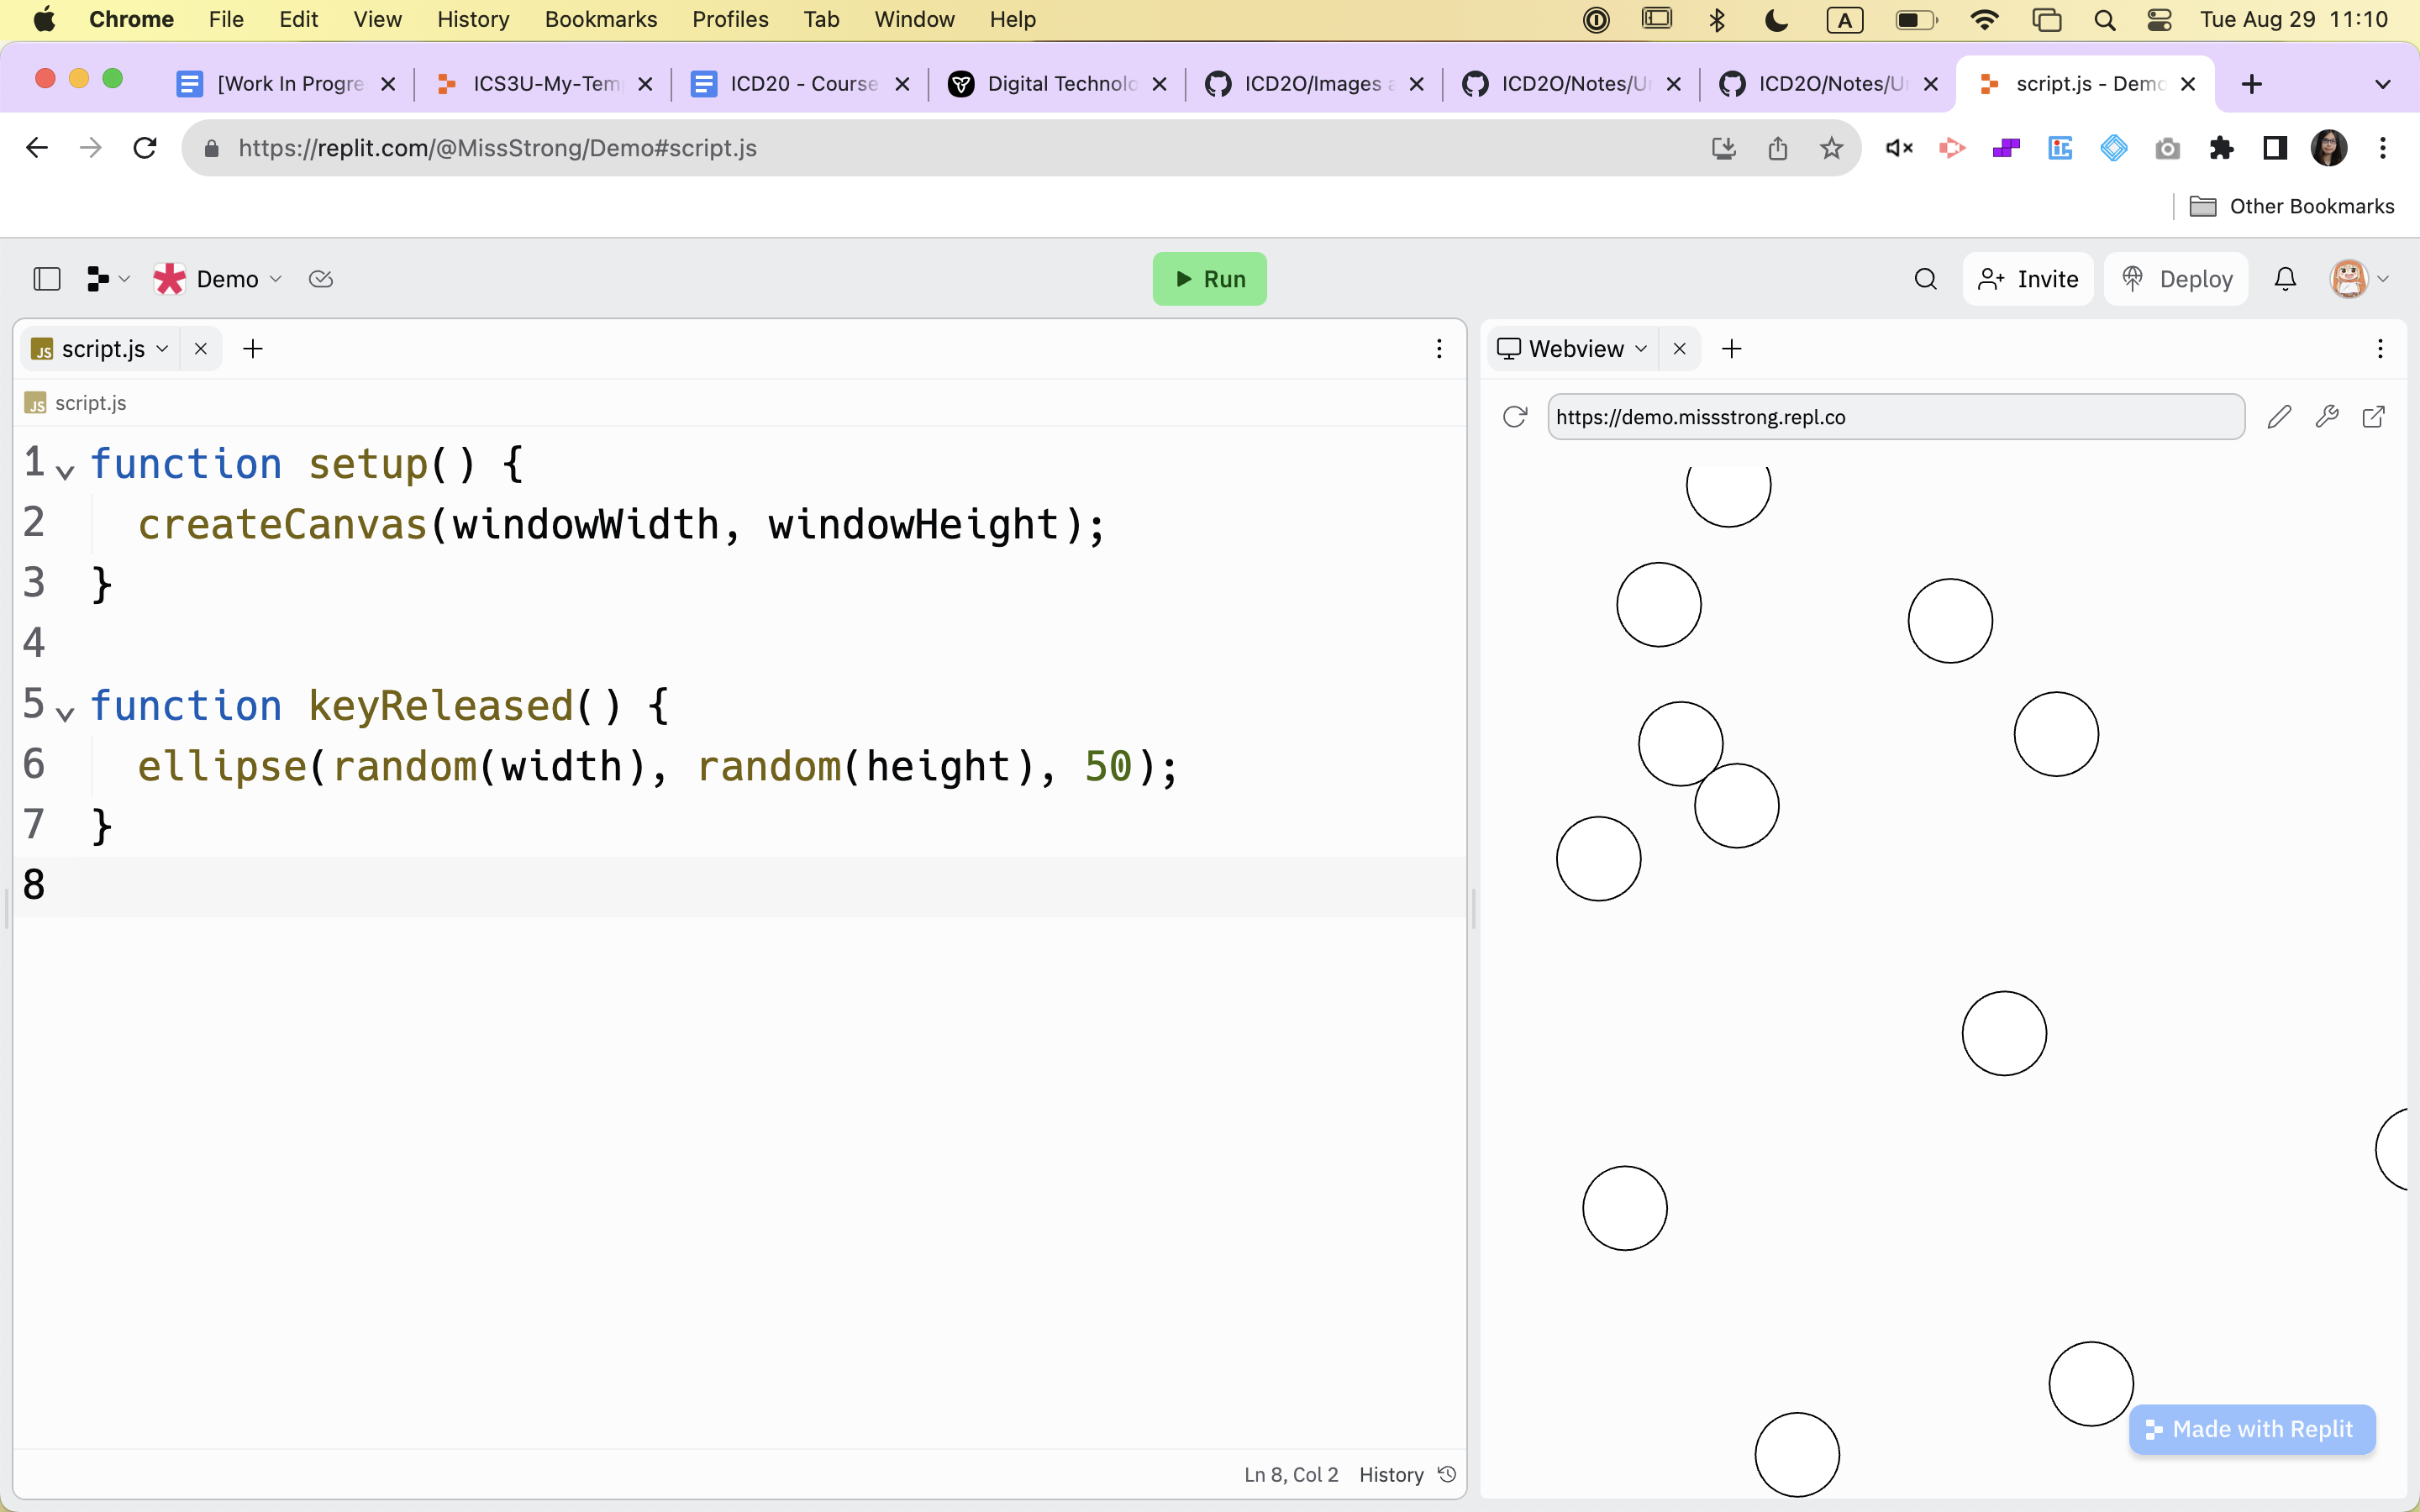 Chrome File Edit View History Bookmarks Profiles Tab Window Help A Tue Aug 29 11:10
[Work In Progre ICS3U-My-Tem ICD20 - Course Digital Technolo ICD2O/Images a ICD2O/Notes/U ICD2O/Notes/U script.js - Demo
https://replit.com/@MissStrong/Demo#script.js
Other Bookmarks
Demo Run Invite Deploy
JS script.js Webview
JS script.js
https://demo.missstrong.repl.co
1 function setup() {
2 createCanvas(windowWidth, windowHeight);
3 }
4
5 function keyReleased() {
6 ellipse(random(width), random(height), 50);
7 }
8
Made with Replit
Ln 8, Col 2 History